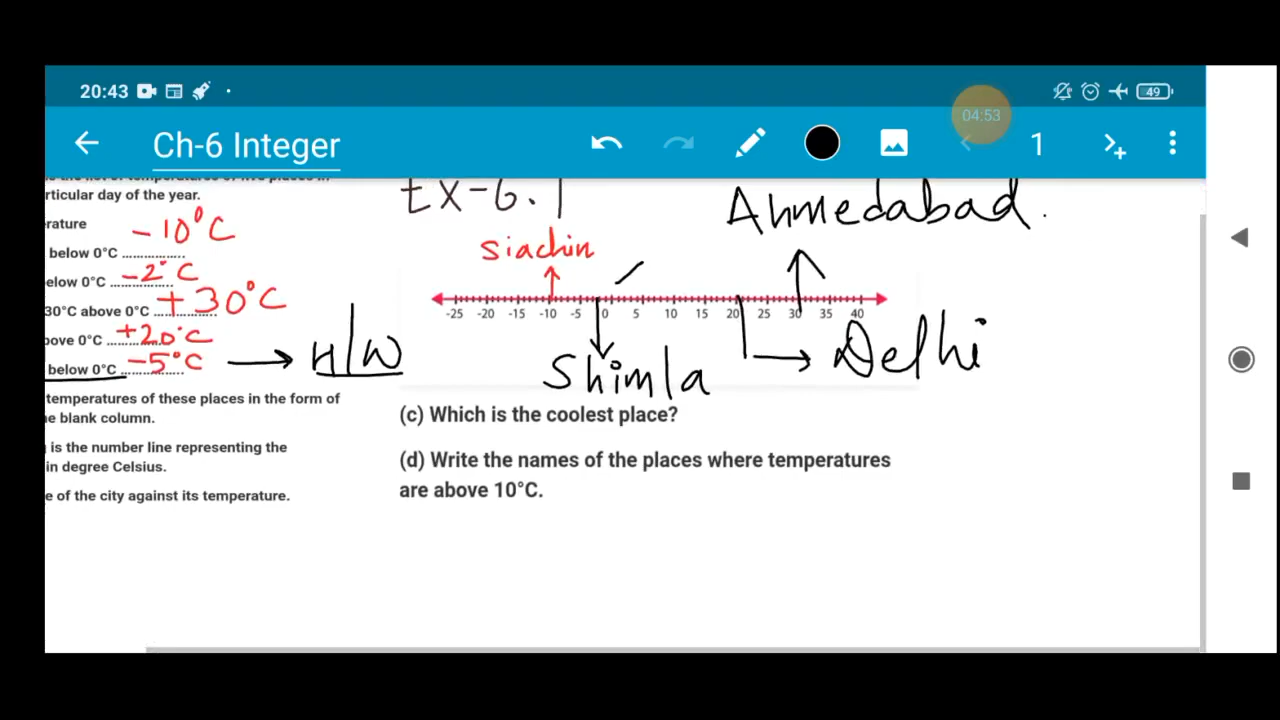 20:43 49
04:53
Ch-6 Integer 1
rticular day of the year.
rature
below 0°C ................ -10°C
elow 0°C ................ -2°C
30°C above 0°C ................ +30°C
bove 0°C ................ +20°C
below 0°C ................ -5°C → H/W
temperatures of these places in the form of
e blank column.
is the number line representing the
in degree Celsius.
e of the city against its temperature.
Ex-6.1
Ahmedabad.
Siachin
-25 -20 -15 -10 -5 0 5 10 15 20 25 30 35 40
Shimla
Delhi
(c) Which is the coolest place?
(d) Write the names of the places where temperatures
are above 10°C.